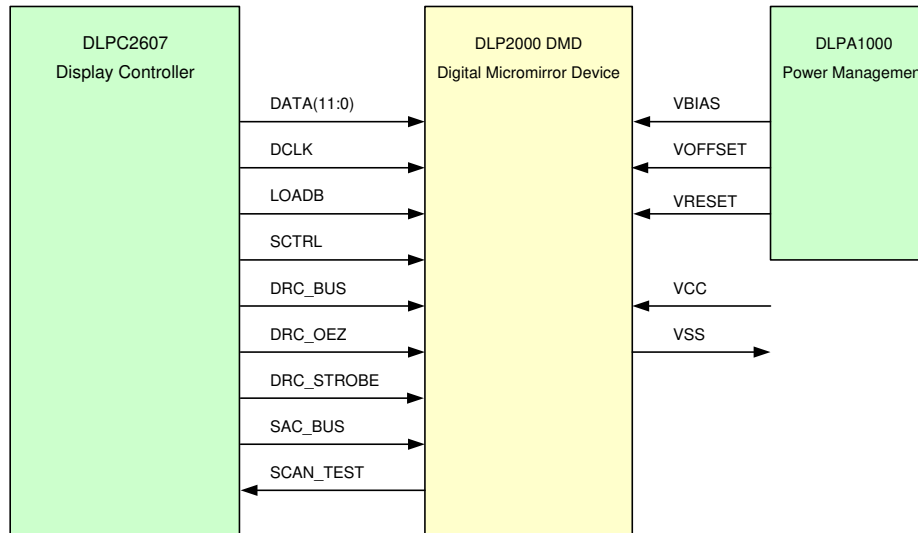 DLPC2607
Display Controller
DATA(11:0)
DCLK
LOADB
SCTRL
DRC_BUS
DRC_OEZ
DRC_STROBE
SAC_BUS
SCAN_TEST
DLP2000 DMD
Digital Micromirror Device
VBIAS
VOFFSET
VRESET
VCC
VSS
DLPA1000
Power Management